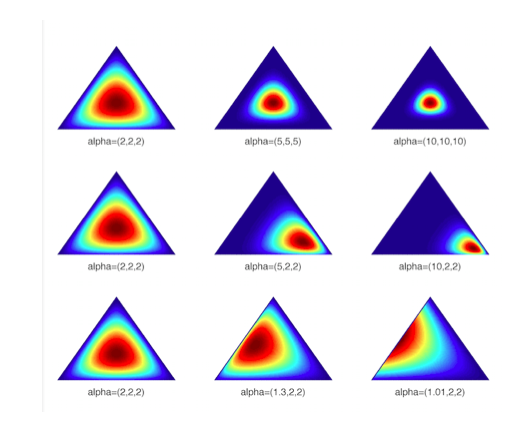 alpha=(2,2,2) alpha=(5,5,5) alpha=(10,10,10)
alpha=(2,2,2) alpha=(5,2,2) alpha=(10,2,2)
alpha=(2,2,2) alpha=(1.3,2,2) alpha=(1.01,2,2)